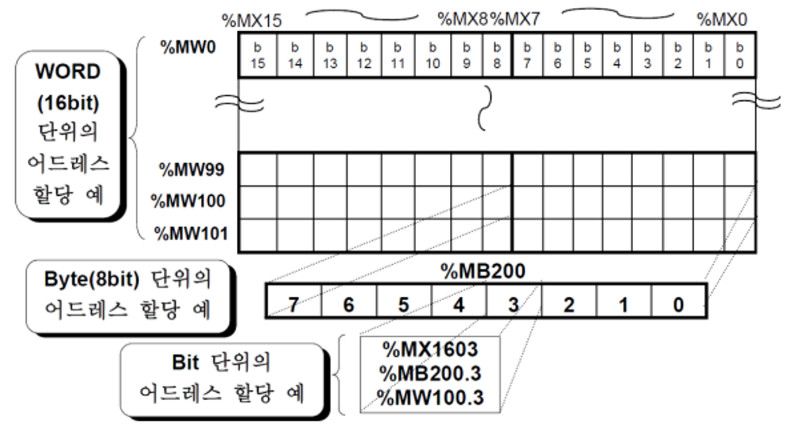 %MX15 %MX8 %MX7 %MX0
%MW0
b b b b b b b b b b b b b b b b
15 14 13 12 11 10 9 8 7 6 5 4 3 2 1 0
WORD
(16bit)
단위의
어드레스
할당 예
%MW99
%MW100
%MW101
Byte(8bit) 단위의
어드레스 할당 예
%MB200
7 6 5 4 3 2 1 0
Bit 단위의
어드레스 할당 예
%MX1603
%MB200.3
%MW100.3